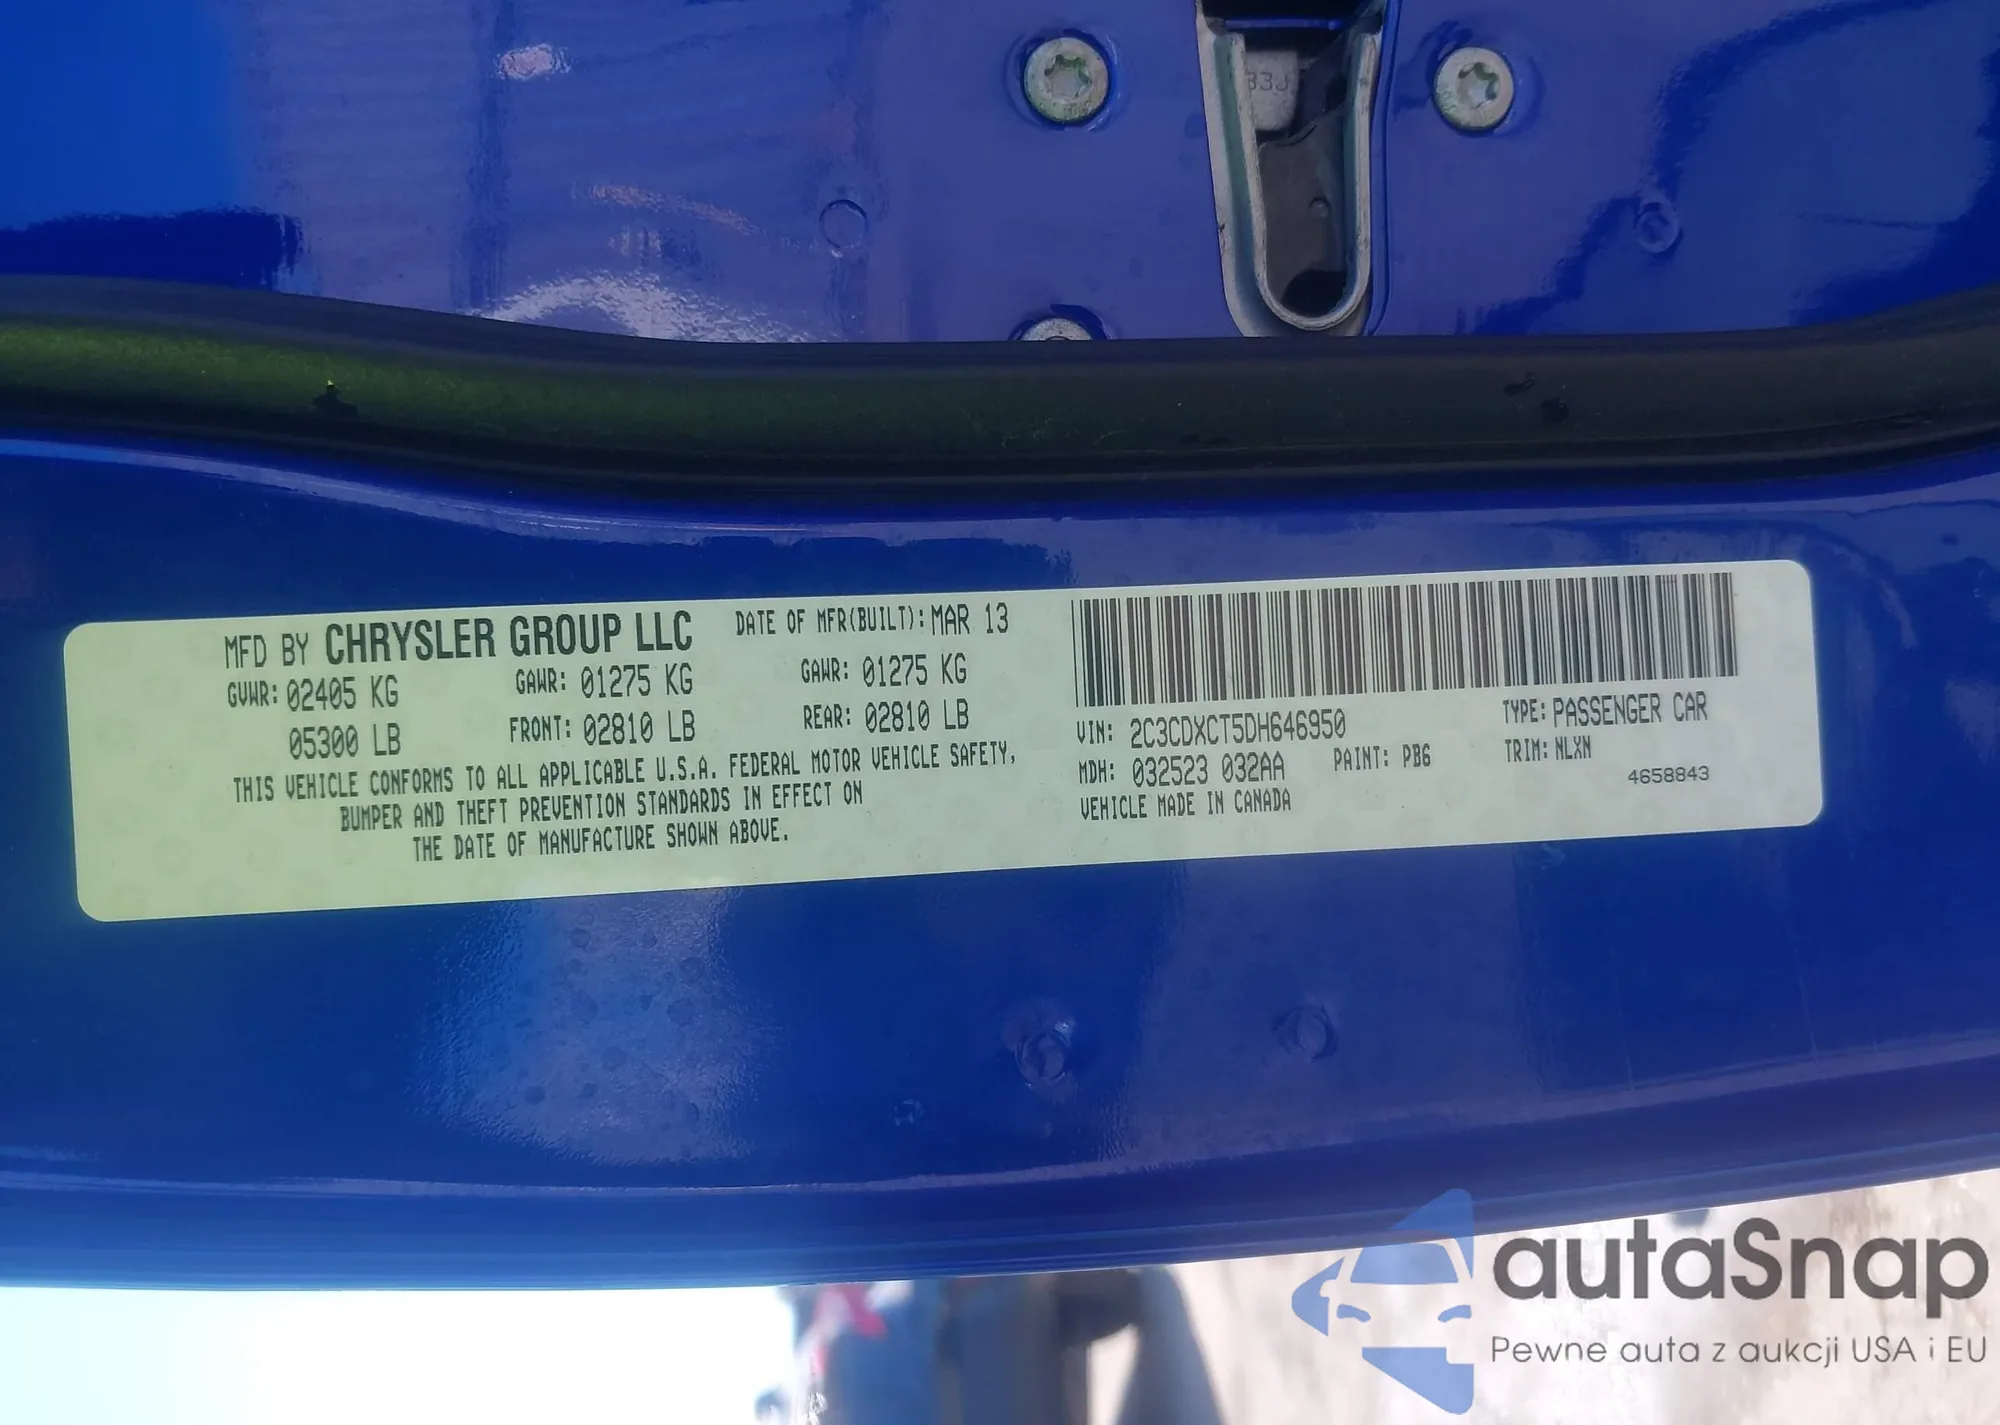 33J
MFD BY CHRYSLER GROUP LLC DATE OF MFR(BUILT): MAR 13
GVWR: 02405 KG GAWR: 01275 KG GAWR: 01275 KG
05300 LB FRONT: 02810 LB REAR: 02810 LB
THIS VEHICLE CONFORMS TO ALL APPLICABLE U.S.A. FEDERAL MOTOR VEHICLE SAFETY,
BUMPER AND THEFT PREVENTION STANDARDS IN EFFECT ON
THE DATE OF MANUFACTURE SHOWN ABOVE.
VIN: 2C3CDXCT5DH646950 TYPE: PASSENGER CAR
MDH: 032523 032AA PAINT: PB6 TRIM: NLXN
VEHICLE MADE IN CANADA 4658843
autaSnap
Pewne auta z aukcji USA i EU